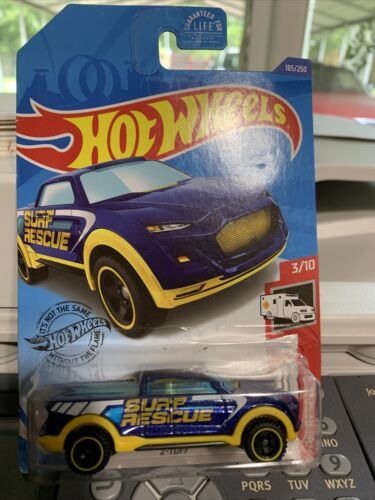 GUARANTEED FOR
LIFE
185/250
HOT WHEELS
SURF
RESCUE
3/10
IT'S NOT THE SAME
Hot Wheels
WITHOUT THE FLAME
SURF
RESCUE
Z-TUFF
PQRS
TUV
WXYZ